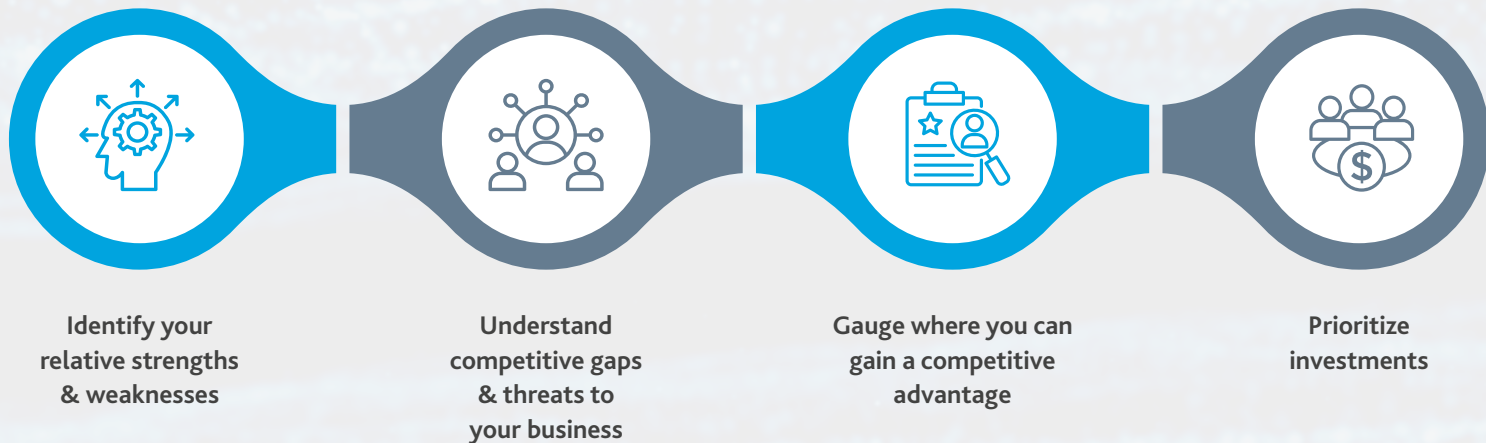 Identify your
relative strengths
& weaknesses
Understand
competitive gaps
& threats to
your business
Gauge where you can
gain a competitive
advantage
$
Prioritize
investments